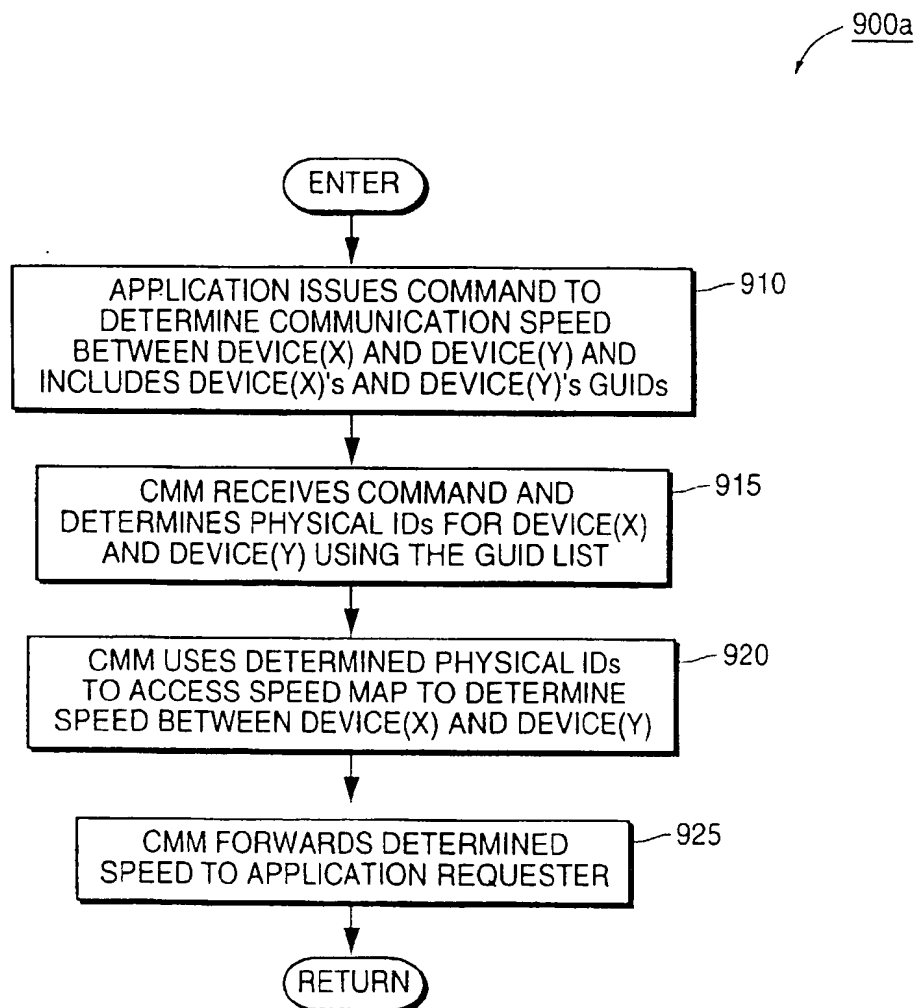 900a
ENTER
APPLICATION ISSUES COMMAND TO
DETERMINE COMMUNICATION SPEED
BETWEEN DEVICE(X) AND DEVICE(Y) AND
INCLUDES DEVICE(X)'s AND DEVICE(Y)'s GUIDs
910
CMM RECEIVES COMMAND AND
DETERMINES PHYSICAL IDs FOR DEVICE(X)
AND DEVICE(Y) USING THE GUID LIST
915
CMM USES DETERMINED PHYSICAL IDs
TO ACCESS SPEED MAP TO DETERMINE
SPEED BETWEEN DEVICE(X) AND DEVICE(Y)
920
CMM FORWARDS DETERMINED
SPEED TO APPLICATION REQUESTER
925
RETURN